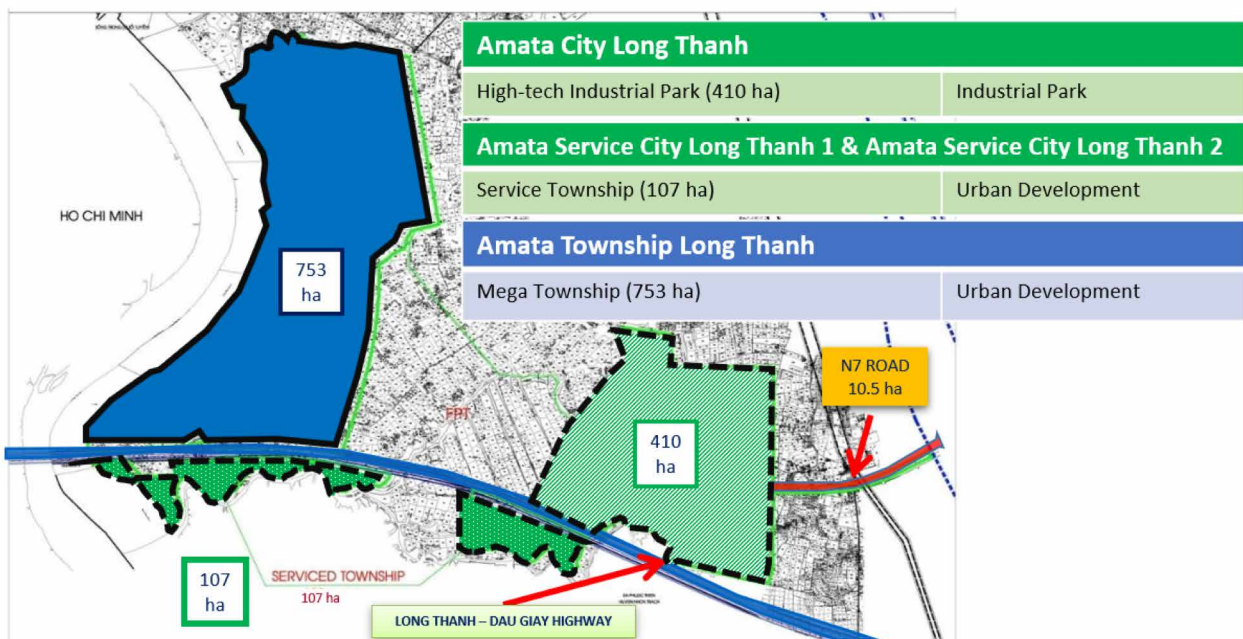 Amata City Long Thanh
High-tech Industrial Park (410 ha)
Industrial Park
Amata Service City Long Thanh 1 & Amata Service City Long Thanh 2
Service Township (107 ha)
Urban Development
Amata Township Long Thanh
Mega Township (753 ha)
Urban Development
HO CHI MINH
753
ha
N7 ROAD
10.5 ha
FPT
410
ha
107
ha
SERVICED TOWNSHIP
107 ha
LONG THANH – DAU GIAY HIGHWAY